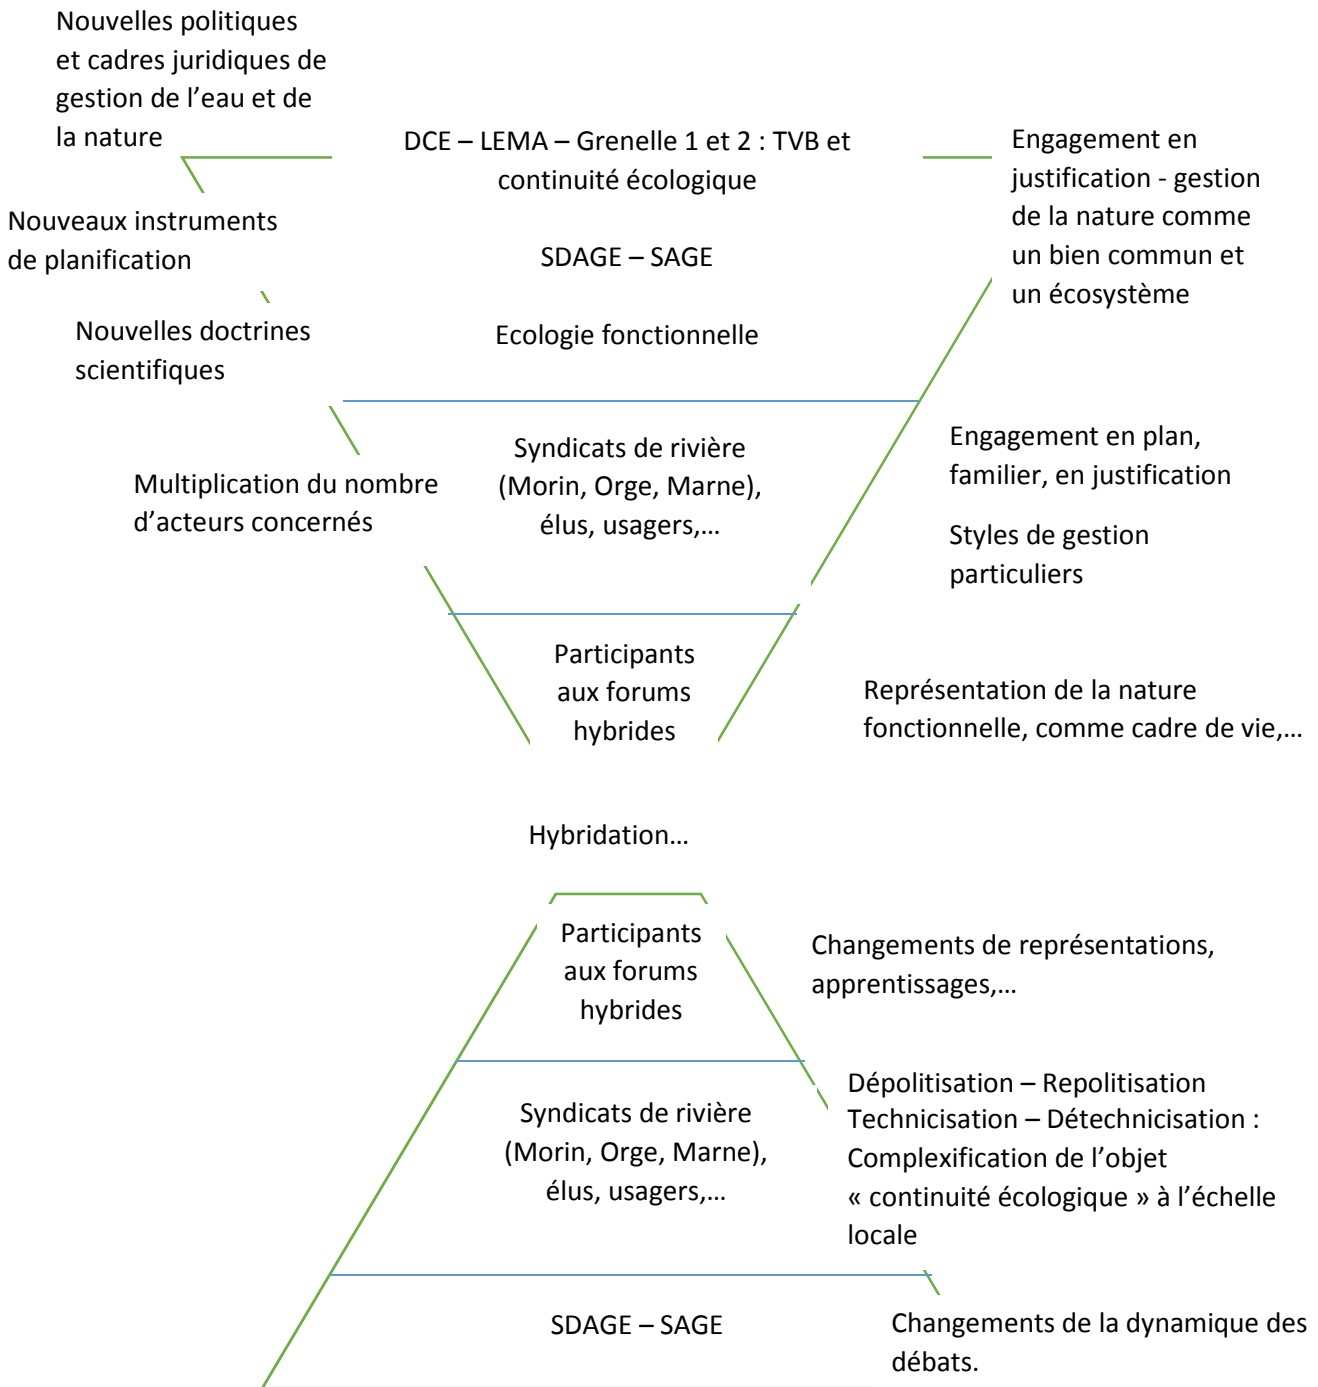 Nouvelles politiques
et cadres juridiques de
gestion de l’eau et de
la nature
DCE – LEMA – Grenelle 1 et 2 : TVB et
continuité écologique
Engagement en
justification - gestion
de la nature comme
un bien commun et
un écosystème
Nouveaux instruments
de planification
SDAGE – SAGE
Nouvelles doctrines
scientifiques
Ecologie fonctionnelle
Multiplication du nombre
d’acteurs concernés
Syndicats de rivière
(Morin, Orge, Marne),
élus, usagers,…
Engagement en plan,
familier, en justification
Styles de gestion
particuliers
Participants
aux forums
hybrides
Représentation de la nature
fonctionnelle, comme cadre de vie,…
Hybridation…
Participants
aux forums
hybrides
Changements de représentations,
apprentissages,…
Syndicats de rivière
(Morin, Orge, Marne),
élus, usagers,…
Dépolitisation – Repolitisation
Technicisation – Détechnicisation :
Complexification de l’objet
« continuité écologique » à l’échelle
locale
SDAGE – SAGE
Changements de la dynamique des
débats.